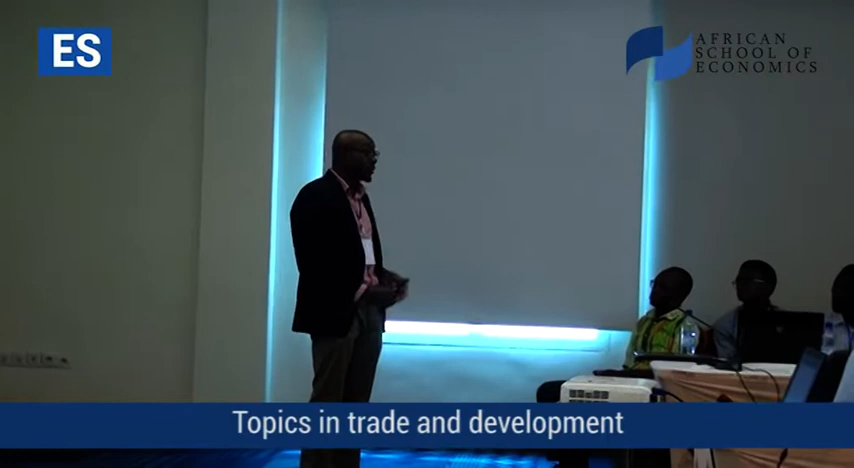 ES
AFRICAN
SCHOOL OF
ECONOMICS
Topics in trade and development